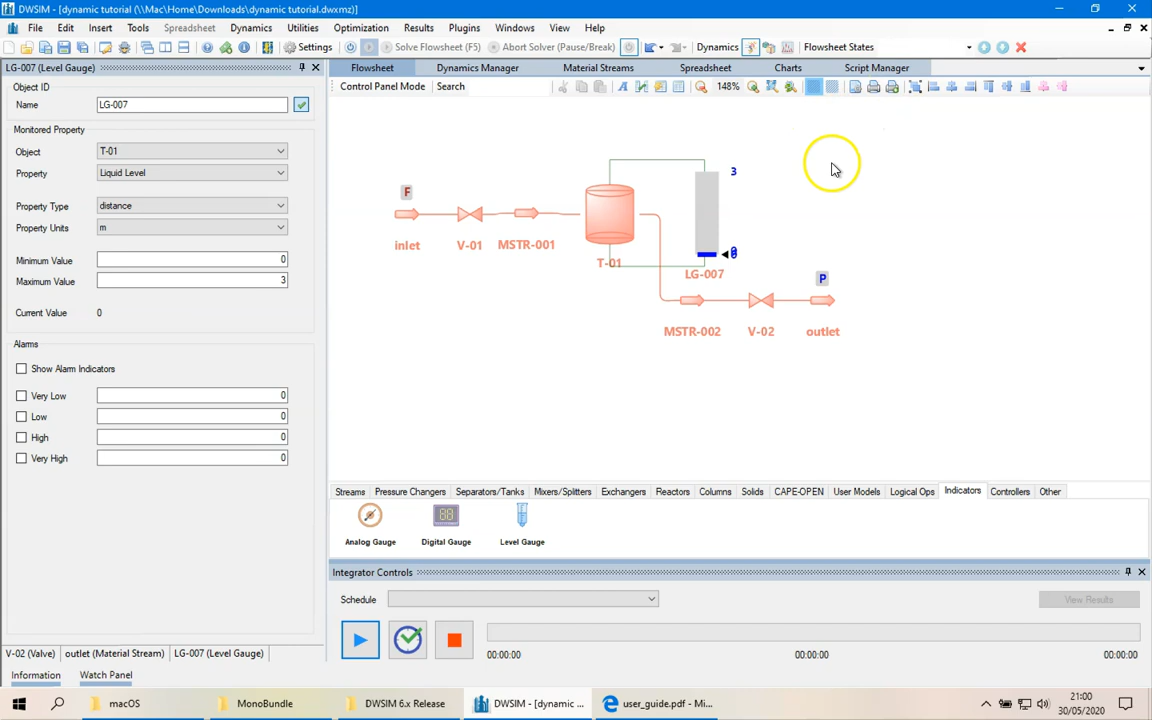 DWSIM - [dynamic tutorial (\\Mac\Home\Downloads\dynamic tutorial.dwxmz)]
File Edit Insert Tools Spreadsheet Dynamics Utilities Optimization Results Plugins Windows View Help
Settings Solve Flowsheet (F5) Abort Solver (Pause/Break) Dynamics Flowsheet States
LG-007 (Level Gauge)
Flowsheet Dynamics Manager Material Streams Spreadsheet Charts Script Manager
Control Panel Mode Search 148%
Object ID
Name LG-007
Monitored Property
Object T-01
Property Liquid Level
Property Type distance
Property Units m
Minimum Value 0
Maximum Value 3
Current Value 0
Alarms
Show Alarm Indicators
Very Low 0
Low 0
High 0
Very High 0
3
F
inlet V-01 MSTR-001
T-01
LG-007
P
MSTR-002 V-02 outlet
Streams Pressure Changers Separators/Tanks Mixers/Splitters Exchangers Reactors Columns Solids CAPE-OPEN User Models Logical Ops Indicators Controllers Other
Analog Gauge Digital Gauge Level Gauge
Integrator Controls
Schedule View Results
00:00:00 00:00:00 00:00:00
V-02 (Valve) outlet (Material Stream) LG-007 (Level Gauge)
Information Watch Panel
macOS MonoBundle DWSIM 6.x Release DWSIM - [dynamic ... user_guide.pdf - Mi...
21:00
30/05/2020